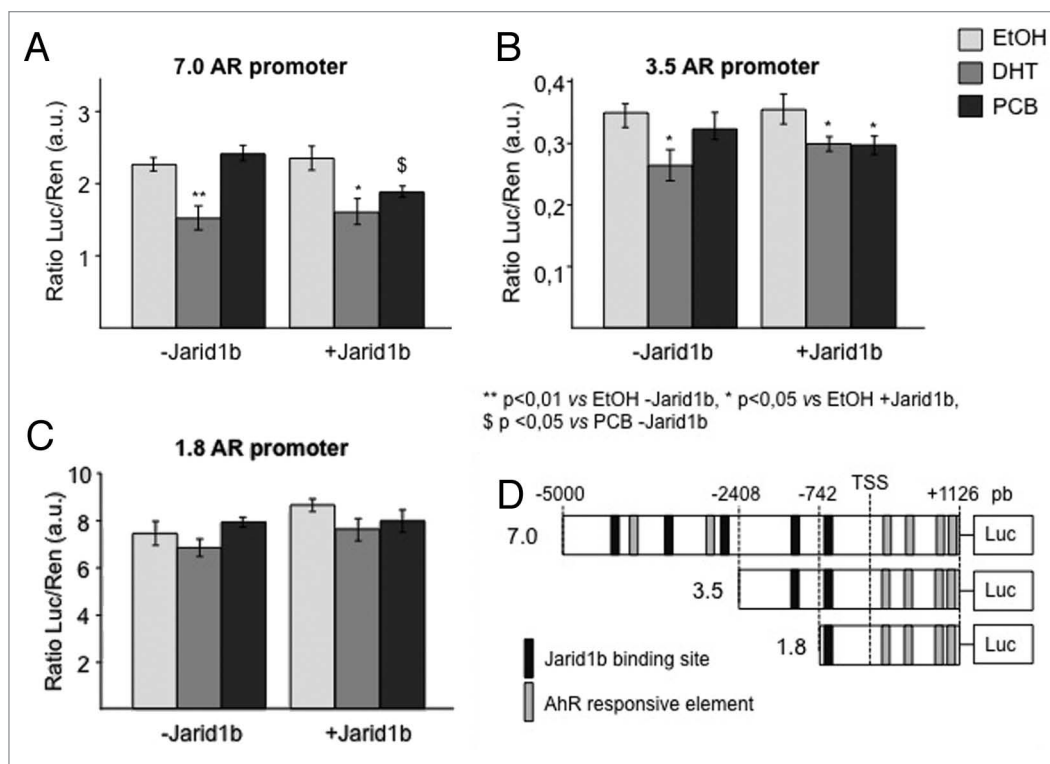 A
7.0 AR promoter
Ratio Luc/Ren (a.u.)
3
2
1
**
*
$
-Jarid1b
+Jarid1b
B
3.5 AR promoter
Ratio Luc/Ren (a.u.)
0,4
0,3
0,2
0,1
*
*
*
-Jarid1b
+Jarid1b
EtOH
DHT
PCB
** p<0,01 vs EtOH -Jarid1b, * p<0,05 vs EtOH +Jarid1b,
$ p <0,05 vs PCB -Jarid1b
C
1.8 AR promoter
Ratio Luc/Ren (a.u.)
10
8
6
4
2
-Jarid1b
+Jarid1b
D
-5000
-2408
-742
TSS
+1126 pb
7.0
Luc
3.5
Luc
1.8
Luc
Jarid1b binding site
AhR responsive element